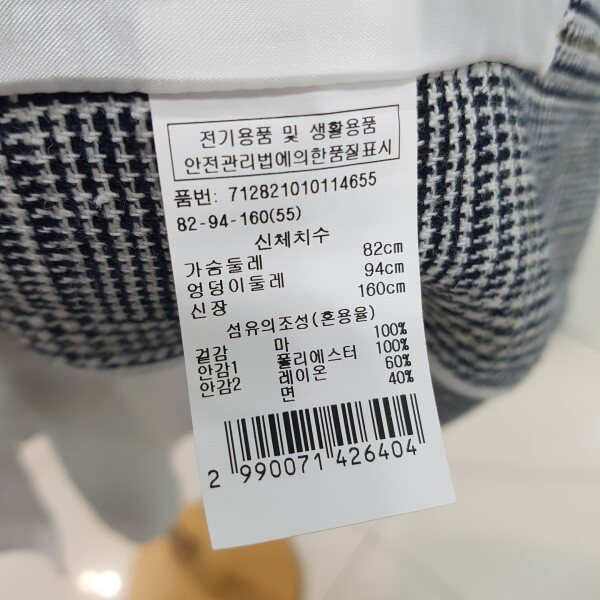 전기용품 및 생활용품
안전관리법에의한품질표시
품번: 712821010114655
82-94-160(55)
신체치수
가슴둘레 82cm
엉덩이둘레 94cm
신장 160cm
섬유의조성(혼용율)
겉감 마 100%
안감1 폴리에스터 100%
안감2 레이온 60%
면 40%
2 990071 426404